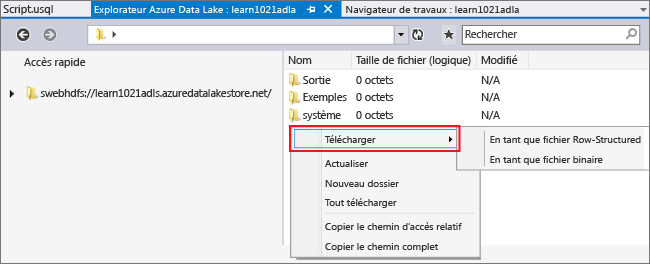 Script.usql Explorateur Azure Data Lake : learn1021adla Navigateur de travaux : learn1021adla
Rechercher
Accès rapide
swebhdfs://learn1021adls.azuredatalakestore.net/
Nom Taille de fichier (logique) Modifié
Sortie 0 octets N/A
Exemples 0 octets N/A
système 0 octets N/A
Télécharger
En tant que fichier Row-Structured
En tant que fichier binaire
Actualiser
Nouveau dossier
Tout télécharger
Copier le chemin d'accès relatif
Copier le chemin complet